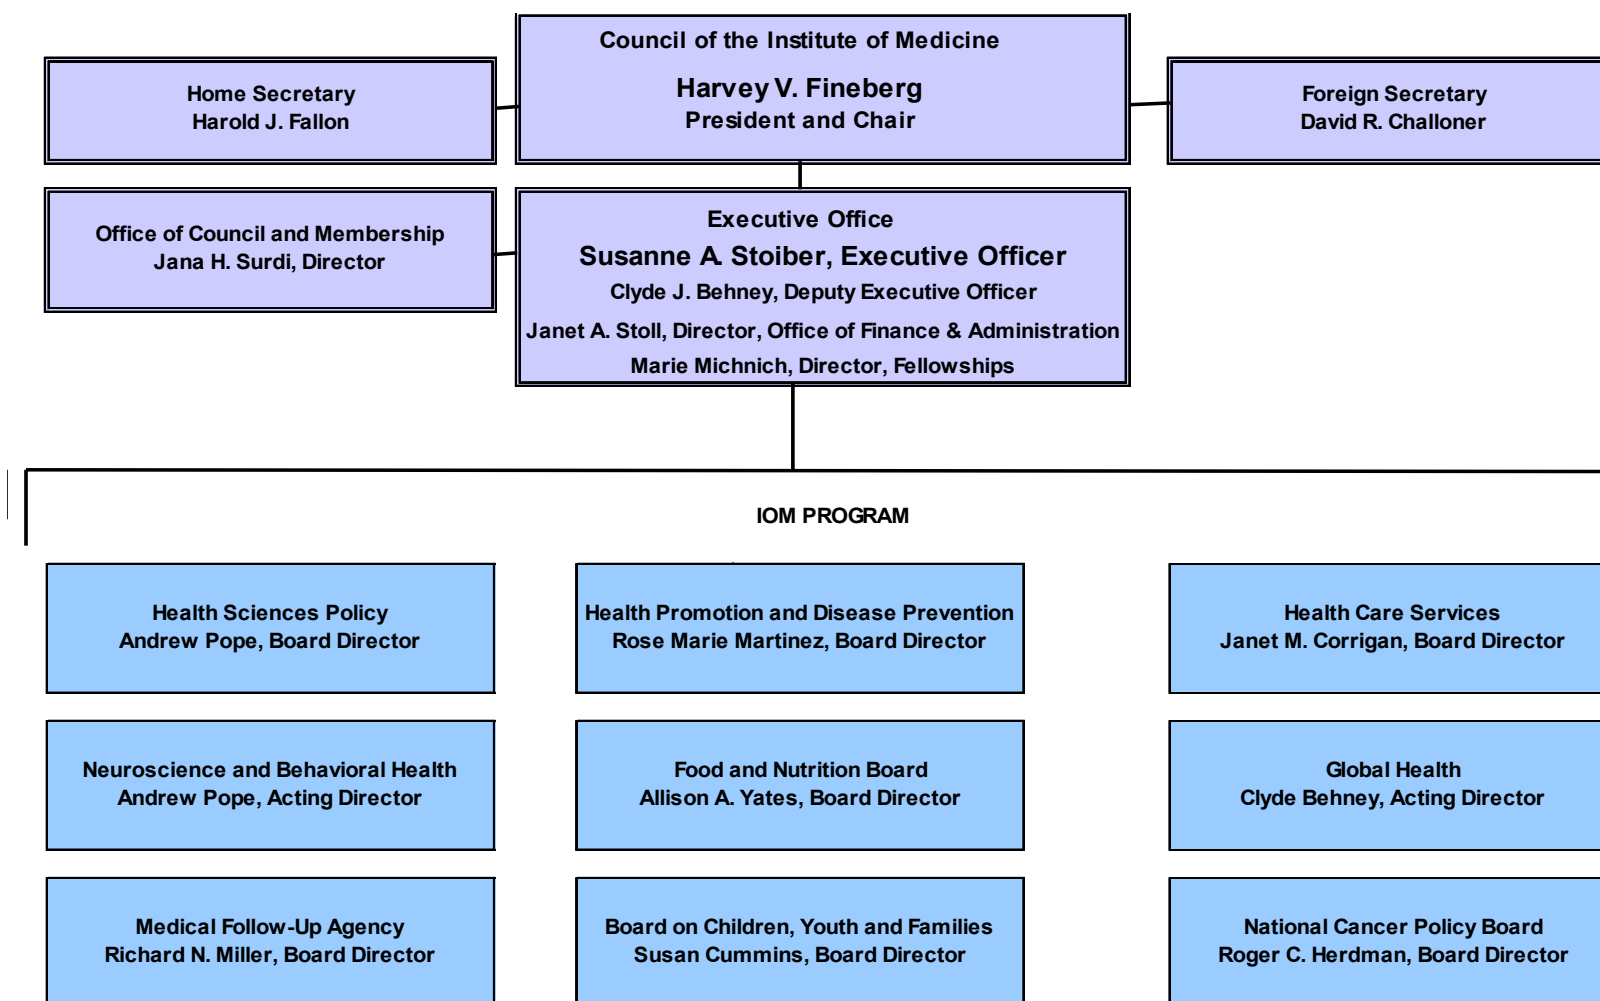 Council of the Institute of Medicine
Harvey V. Fineberg
President and Chair
Home Secretary
Harold J. Fallon
Foreign Secretary
David R. Challoner
Office of Council and Membership
Jana H. Surdi, Director
Executive Office
Susanne A. Stoiber, Executive Officer
Clyde J. Behney, Deputy Executive Officer
Janet A. Stoll, Director, Office of Finance & Administration
Marie Michnich, Director, Fellowships
IOM PROGRAM
Health Sciences Policy
Andrew Pope, Board Director
Health Promotion and Disease Prevention
Rose Marie Martinez, Board Director
Health Care Services
Janet M. Corrigan, Board Director
Neuroscience and Behavioral Health
Andrew Pope, Acting Director
Food and Nutrition Board
Allison A. Yates, Board Director
Global Health
Clyde Behney, Acting Director
Medical Follow-Up Agency
Richard N. Miller, Board Director
Board on Children, Youth and Families
Susan Cummins, Board Director
National Cancer Policy Board
Roger C. Herdman, Board Director